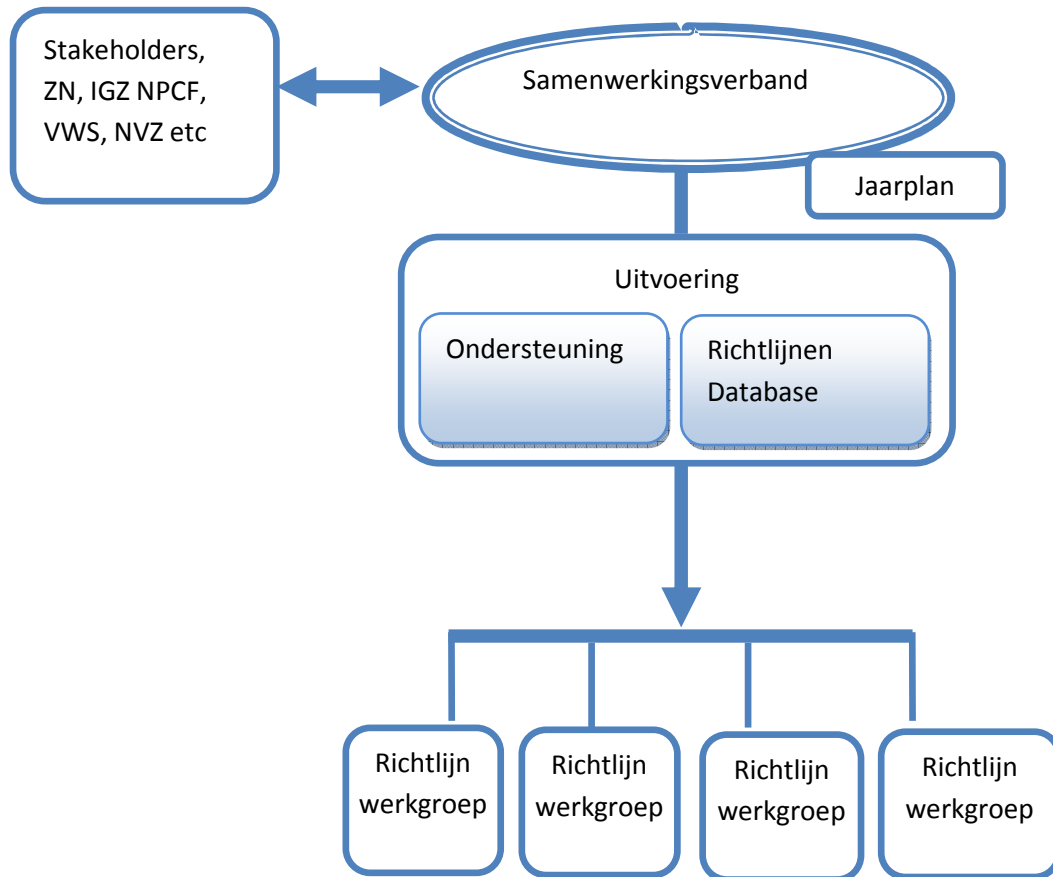 Stakeholders,
ZN, IGZ NPCF,
VWS, NVZ etc
Samenwerkingsverband
Jaarplan
Uitvoering
Ondersteuning
Richtlijnen
Database
Richtlijn
werkgroep
Richtlijn
werkgroep
Richtlijn
werkgroep
Richtlijn
werkgroep